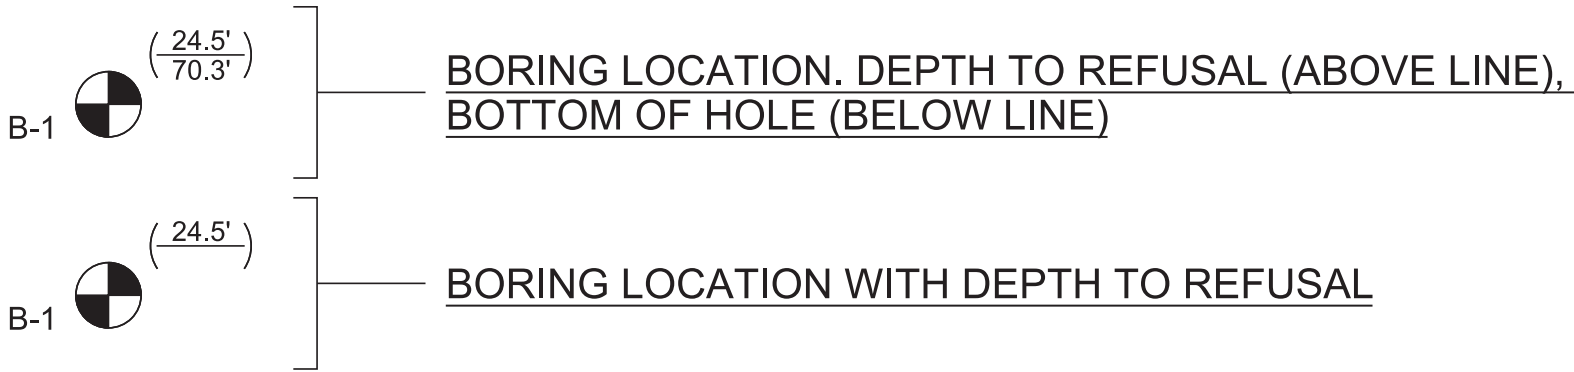 (24.5'
70.3')
B-1
BORING LOCATION. DEPTH TO REFUSAL (ABOVE LINE),
BOTTOM OF HOLE (BELOW LINE)
(24.5')
B-1
BORING LOCATION WITH DEPTH TO REFUSAL